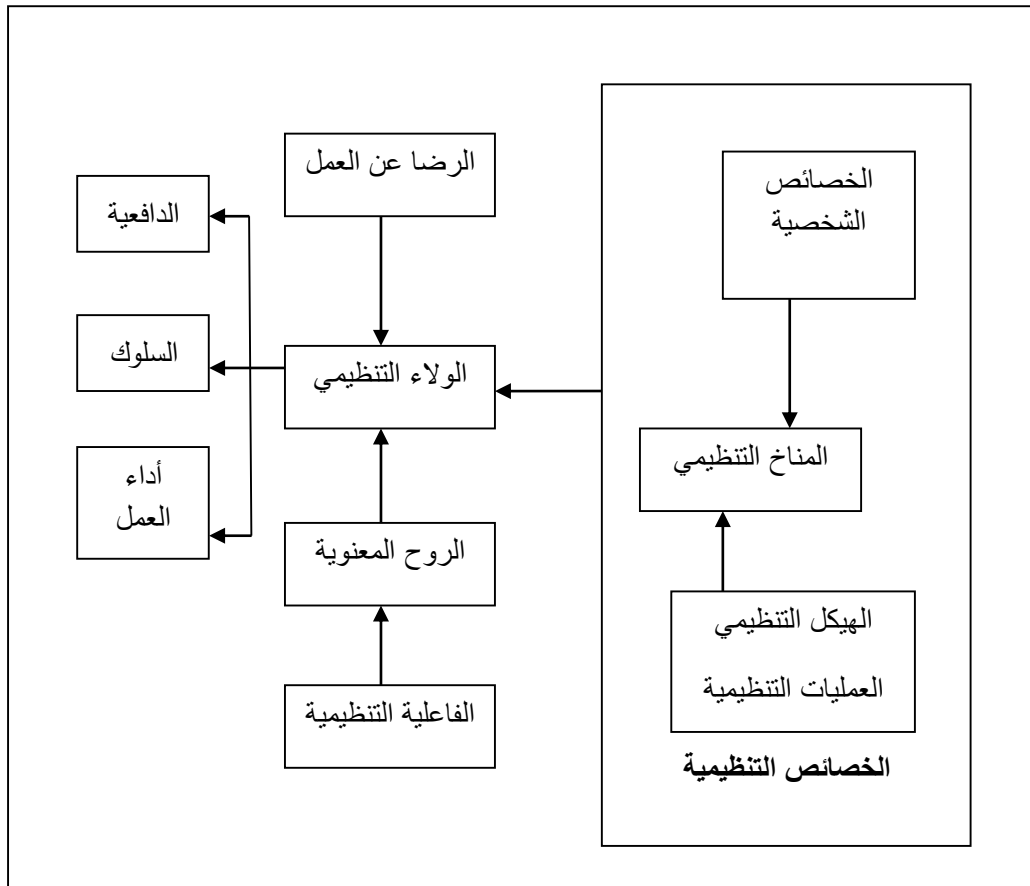 الخصائص
الشخصية
المناخ التنظيمي
الهيكل التنظيمي
العمليات التنظيمية
الخصائص التنظيمية
الرضا عن العمل
الولاء التنظيمي
الروح المعنوية
الفاعلية التنظيمية
الدافعية
السلوك
أداء
العمل